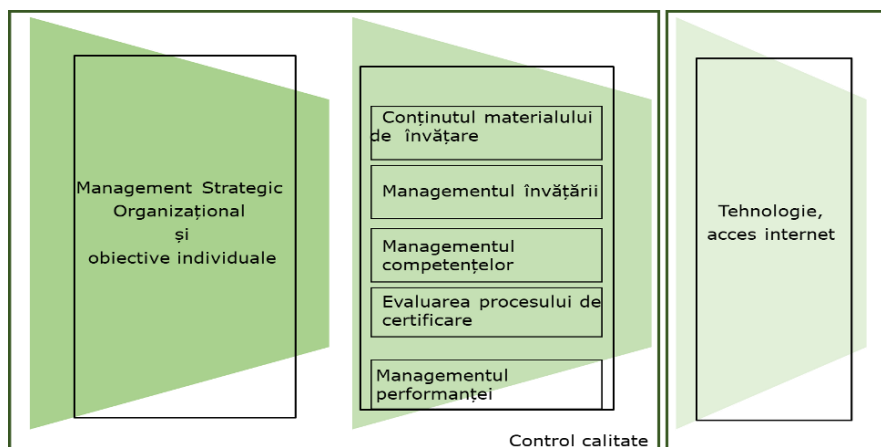 Management Strategic
Organizațional
și
obiective individuale
Conținutul materialului
de învățare
Managementul învățării
Managementul
competențelor
Evaluarea procesului de
certificare
Managementul
performanței
Control calitate
Tehnologie,
acces internet